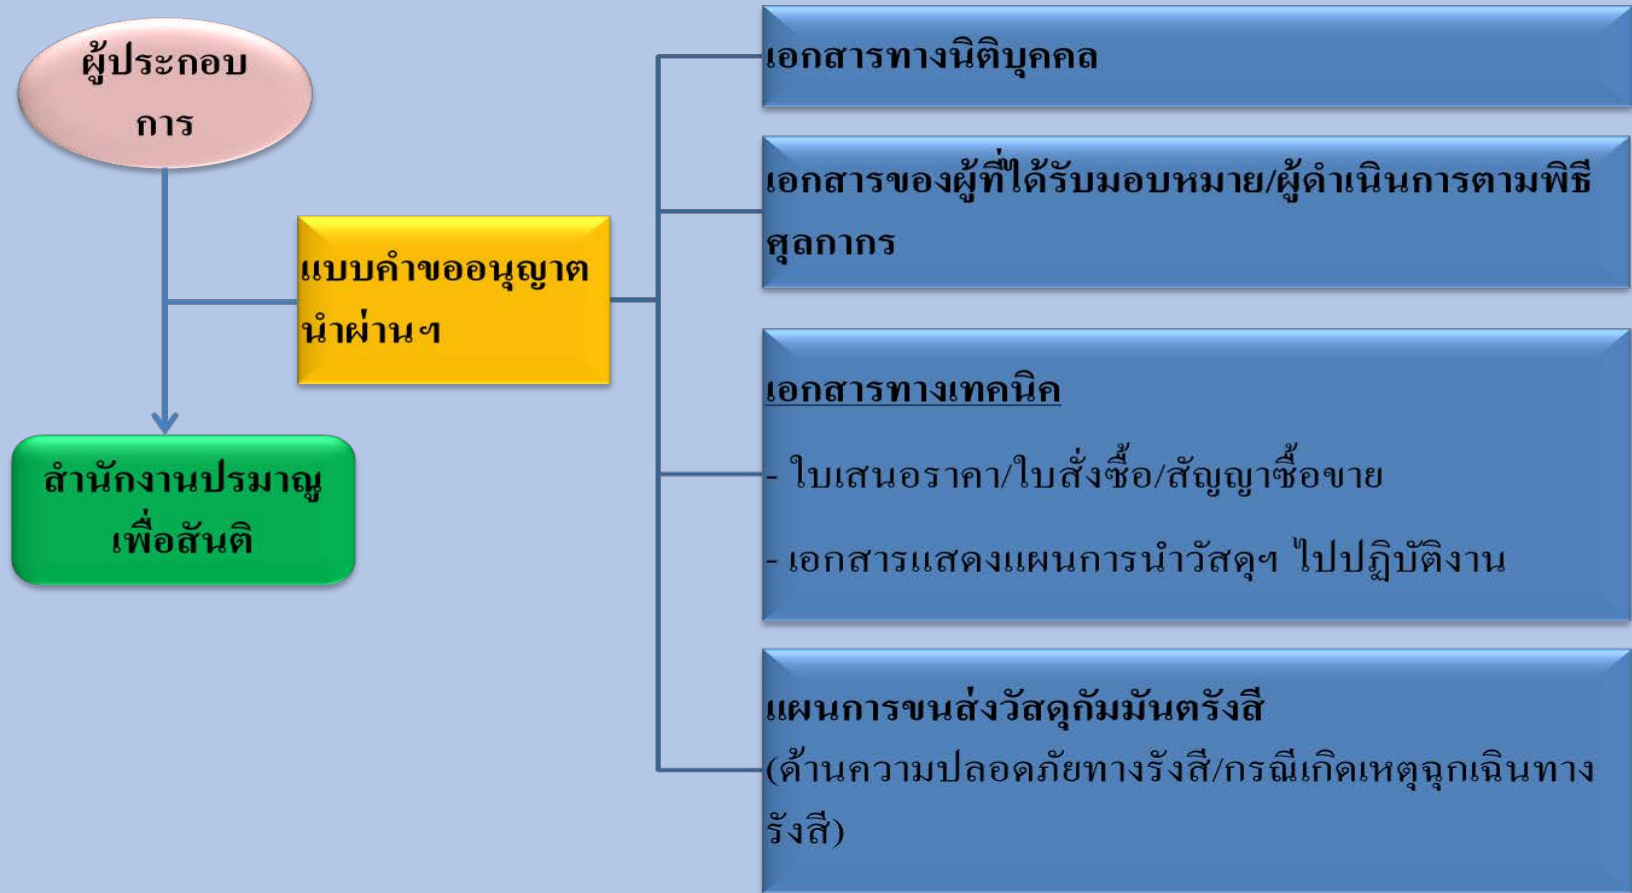 ผู้ประกอบ
การ
แบบคำขออนุญาต
นำผ่านฯ
สำนักงานปรมาณู
เพื่อสันติ
เอกสารทางนิติบุคคล
เอกสารของผู้ที่ได้รับมอบหมาย/ผู้ดำเนินการตามพิธี
ศุลกากร
เอกสารทางเทคนิค
- ใบเสนอราคา/ใบสั่งซื้อ/สัญญาซื้อขาย
- เอกสารแสดงแผนการนำวัสดุฯ ไปปฏิบัติงาน
แผนการขนส่งวัสดุกัมมันตรังสี
(ด้านความปลอดภัยทางรังสี/กรณีเกิดเหตุฉุกเฉินทาง
รังสี)